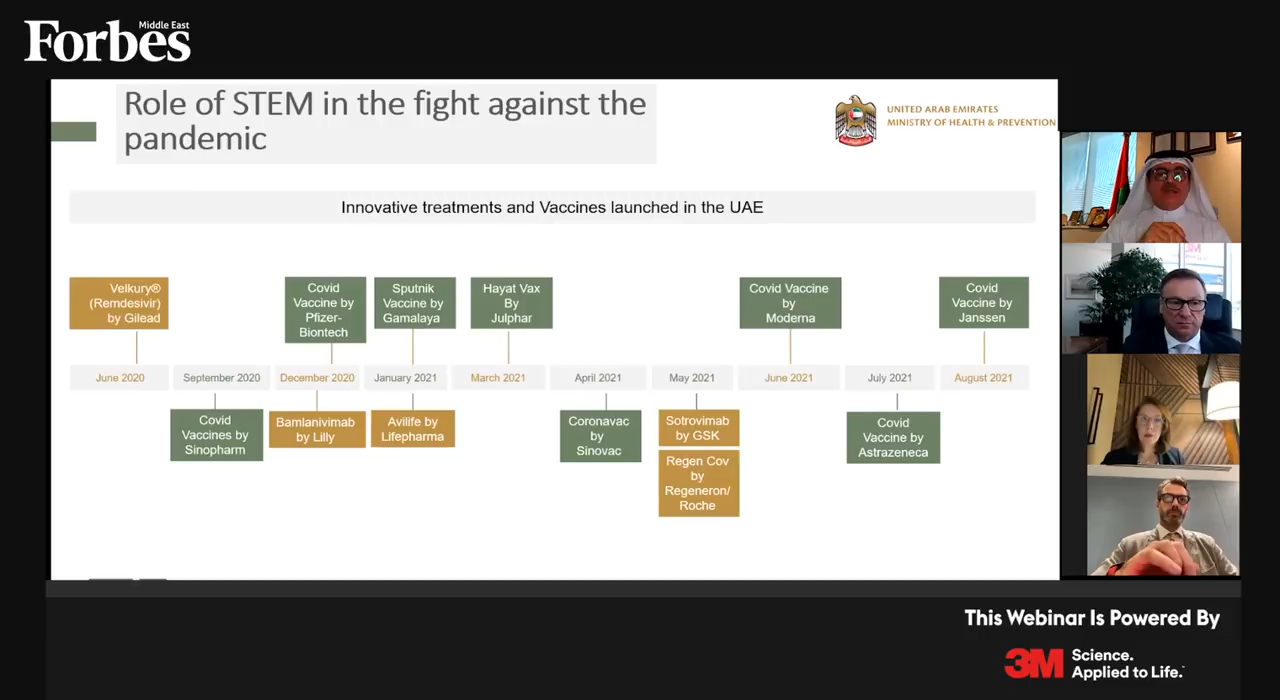 Middle East
Forbes
Role of STEM in the fight against the
pandemic
UNITED ARAB EMIRATES
MINISTRY OF HEALTH & PREVENTION
Innovative treatments and Vaccines launched in the UAE
Velkury®
(Remdesivir)
by Gilead
Covid
Vaccine by
Pfizer-
Biontech
Sputnik
Vaccine by
Gamalaya
Hayat Vax
By
Julphar
Covid Vaccine
by
Moderna
Covid
Vaccine by
Janssen
June 2020
September 2020
December 2020
January 2021
March 2021
April 2021
May 2021
June 2021
July 2021
August 2021
Covid
Vaccines by
Sinopharm
Bamlanivimab
by Lilly
Avilife by
Lifepharma
Coronavac
by
Sinovac
Sotrovimab
by GSK
Regen Cov
by
Regeneron/
Roche
Covid
Vaccine by
Astrazeneca
This Webinar Is Powered By
3M Science.
Applied to Life.™